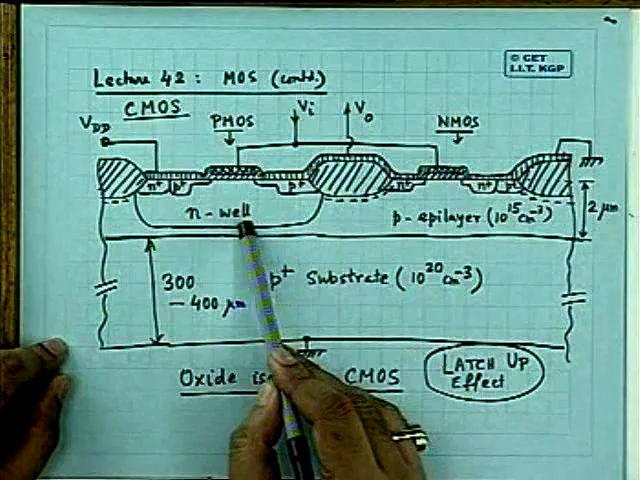 © CET
I.I.T. KGP
Lecture 42 : MOS (contd.)
CMOS
VDD
PMOS
Vi
Vo
NMOS
n+ p+ p+ n+ n+ p+
n-well
p-epilayer (10^15 cm^-3)
2 μm
300
- 400 μm
p+ Substrate (10^20 cm^-3)
Oxide is CMOS
LATCH UP
Effect